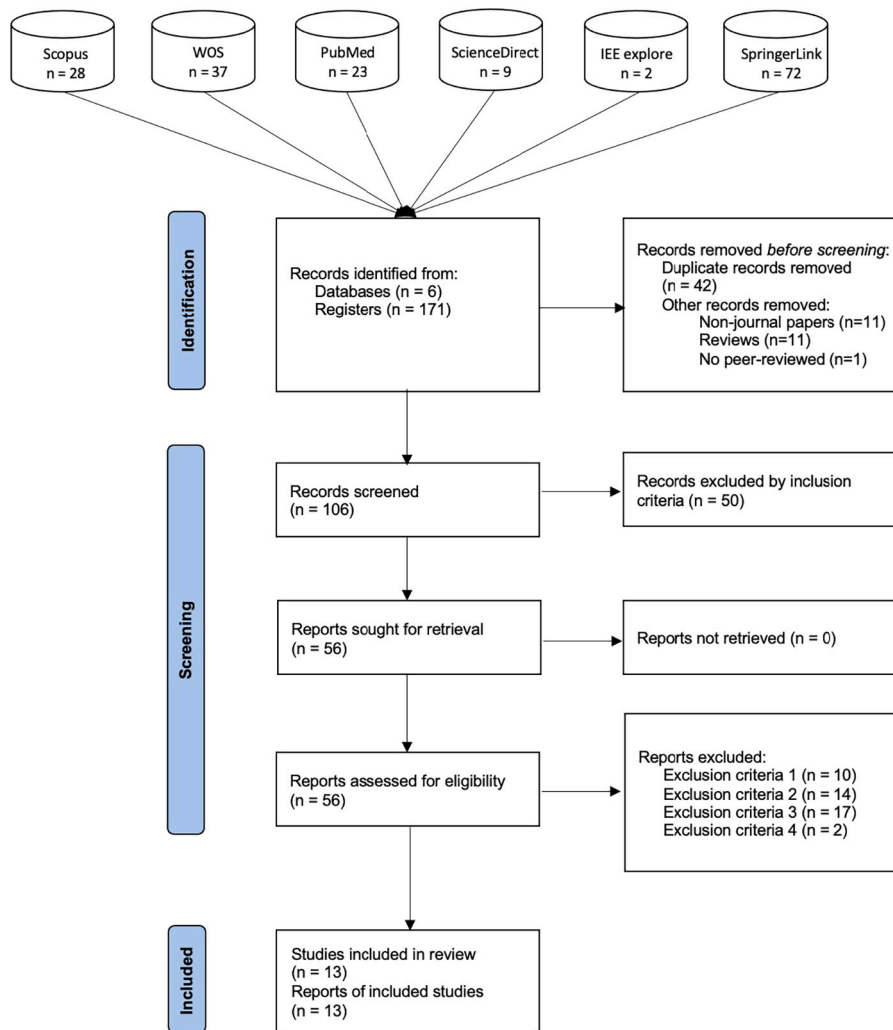 Scopus
n = 28
WOS
n = 37
PubMed
n = 23
ScienceDirect
n = 9
IEE explore
n = 2
SpringerLink
n = 72
Identification
Records identified from:
Databases (n = 6)
Registers (n = 171)
Records removed before screening:
Duplicate records removed
(n = 42)
Other records removed:
Non-journal papers (n=11)
Reviews (n=11)
No peer-reviewed (n=1)
Screening
Records screened
(n = 106)
Records excluded by inclusion
criteria (n = 50)
Reports sought for retrieval
(n = 56)
Reports not retrieved (n = 0)
Reports assessed for eligibility
(n = 56)
Reports excluded:
Exclusion criteria 1 (n = 10)
Exclusion criteria 2 (n = 14)
Exclusion criteria 3 (n = 17)
Exclusion criteria 4 (n = 2)
Included
Studies included in review
(n = 13)
Reports of included studies
(n = 13)